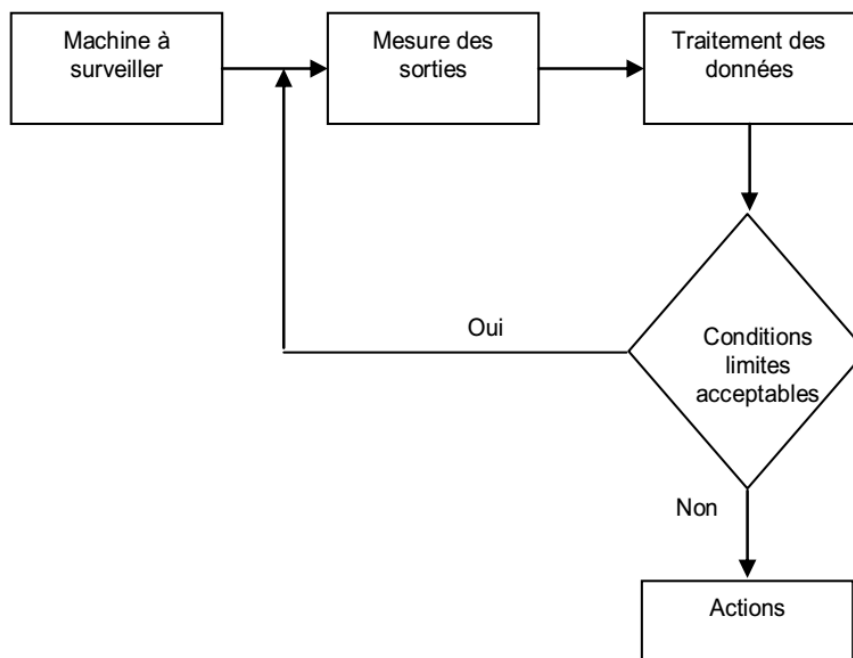 Machine à
surveiller
Mesure des
sorties
Traitement des
données
Oui
Conditions
limites
acceptables
Non
Actions